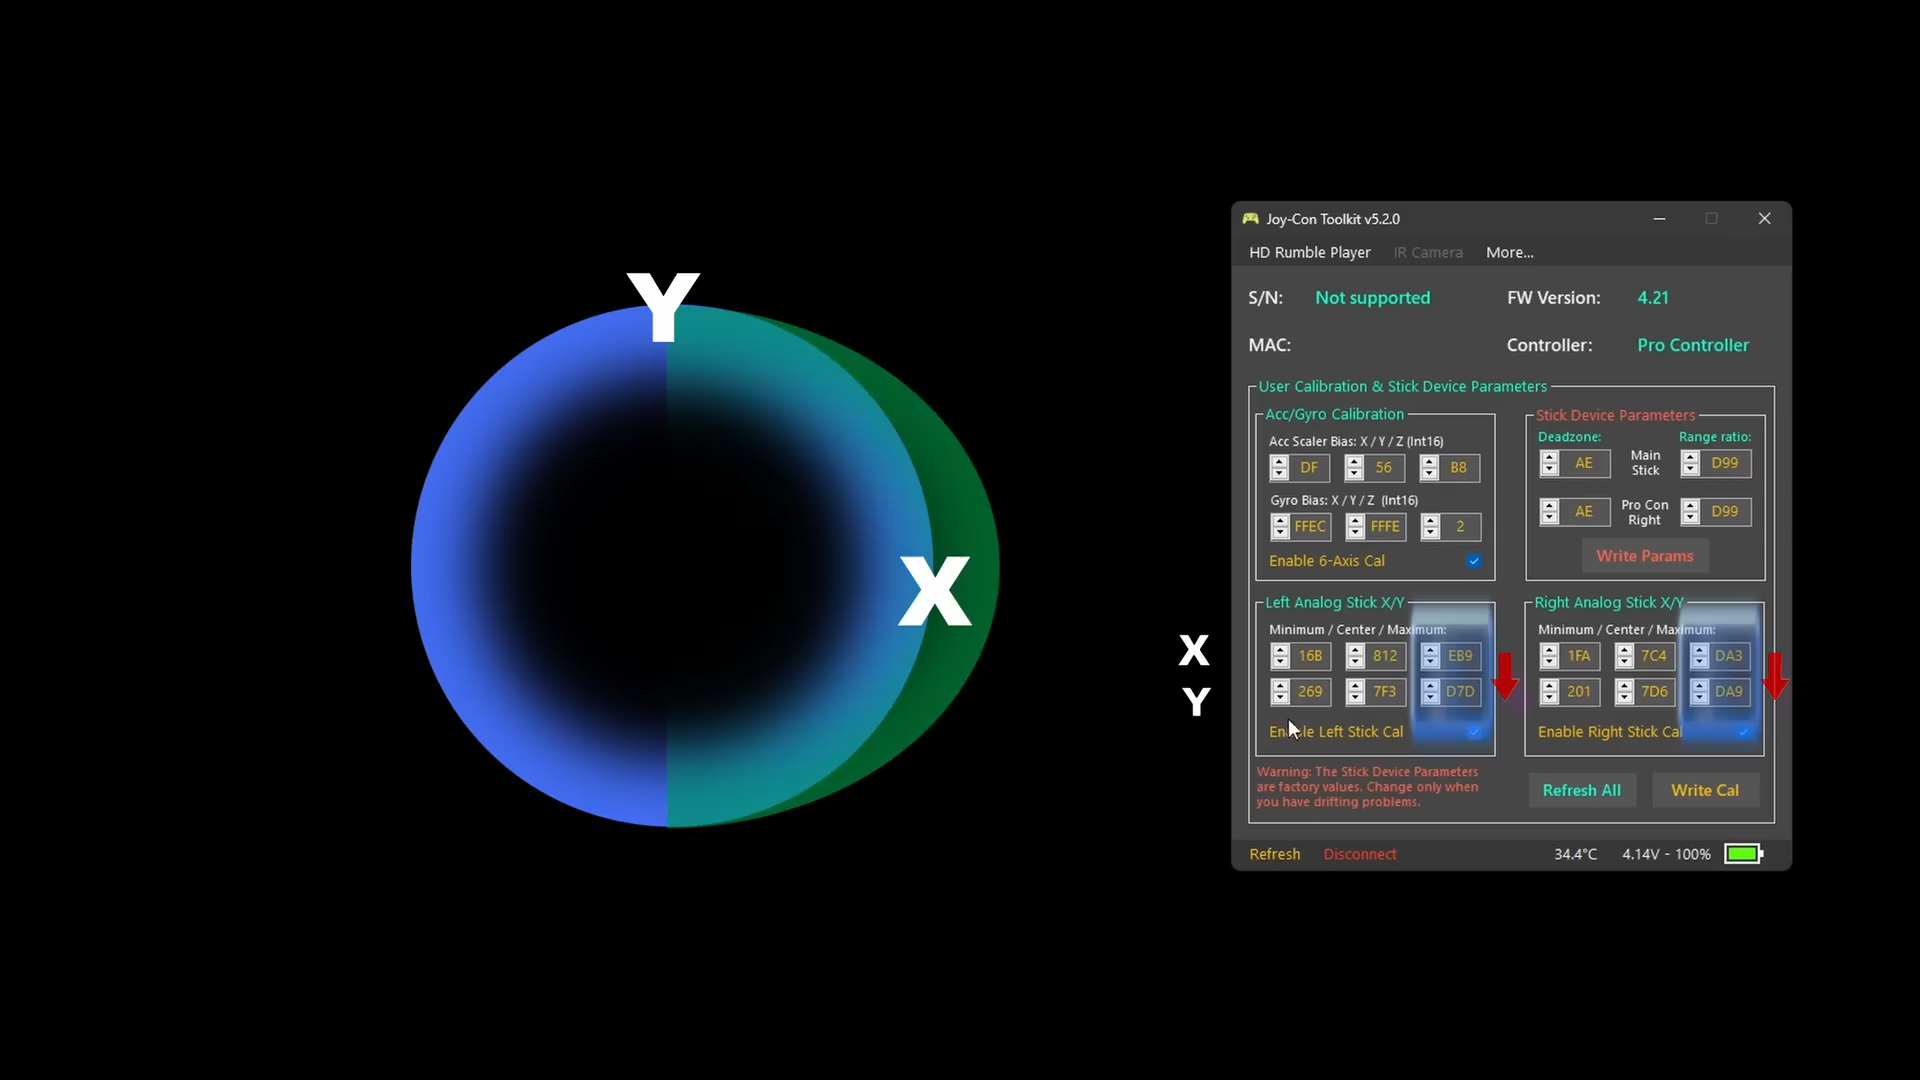 Y
X
X
Y
Joy-Con Toolkit v5.2.0
HD Rumble Player IR Camera More...
S/N: Not supported FW Version: 4.21
MAC: Controller: Pro Controller
User Calibration & Stick Device Parameters
Acc/Gyro Calibration
Acc Scaler Bias: X / Y / Z (Int16)
DF 56 B8
Gyro Bias: X / Y / Z (Int16)
FFEC FFFE 2
Enable 6-Axis Cal
Stick Device Parameters
Deadzone: Range ratio:
AE Main Stick D99
AE Pro Con Right D99
Write Params
Left Analog Stick X/Y
Minimum / Center / Maximum:
16B 812 EB9
269 7F3 D7D
Enable Left Stick Cal
Right Analog Stick X/Y
Minimum / Center / Maximum:
1FA 7C4 DA3
201 7D6 DA9
Enable Right Stick Cal
Warning: The Stick Device Parameters
are factory values. Change only when
you have drifting problems.
Refresh All Write Cal
Refresh Disconnect 34.4°C 4.14V - 100%